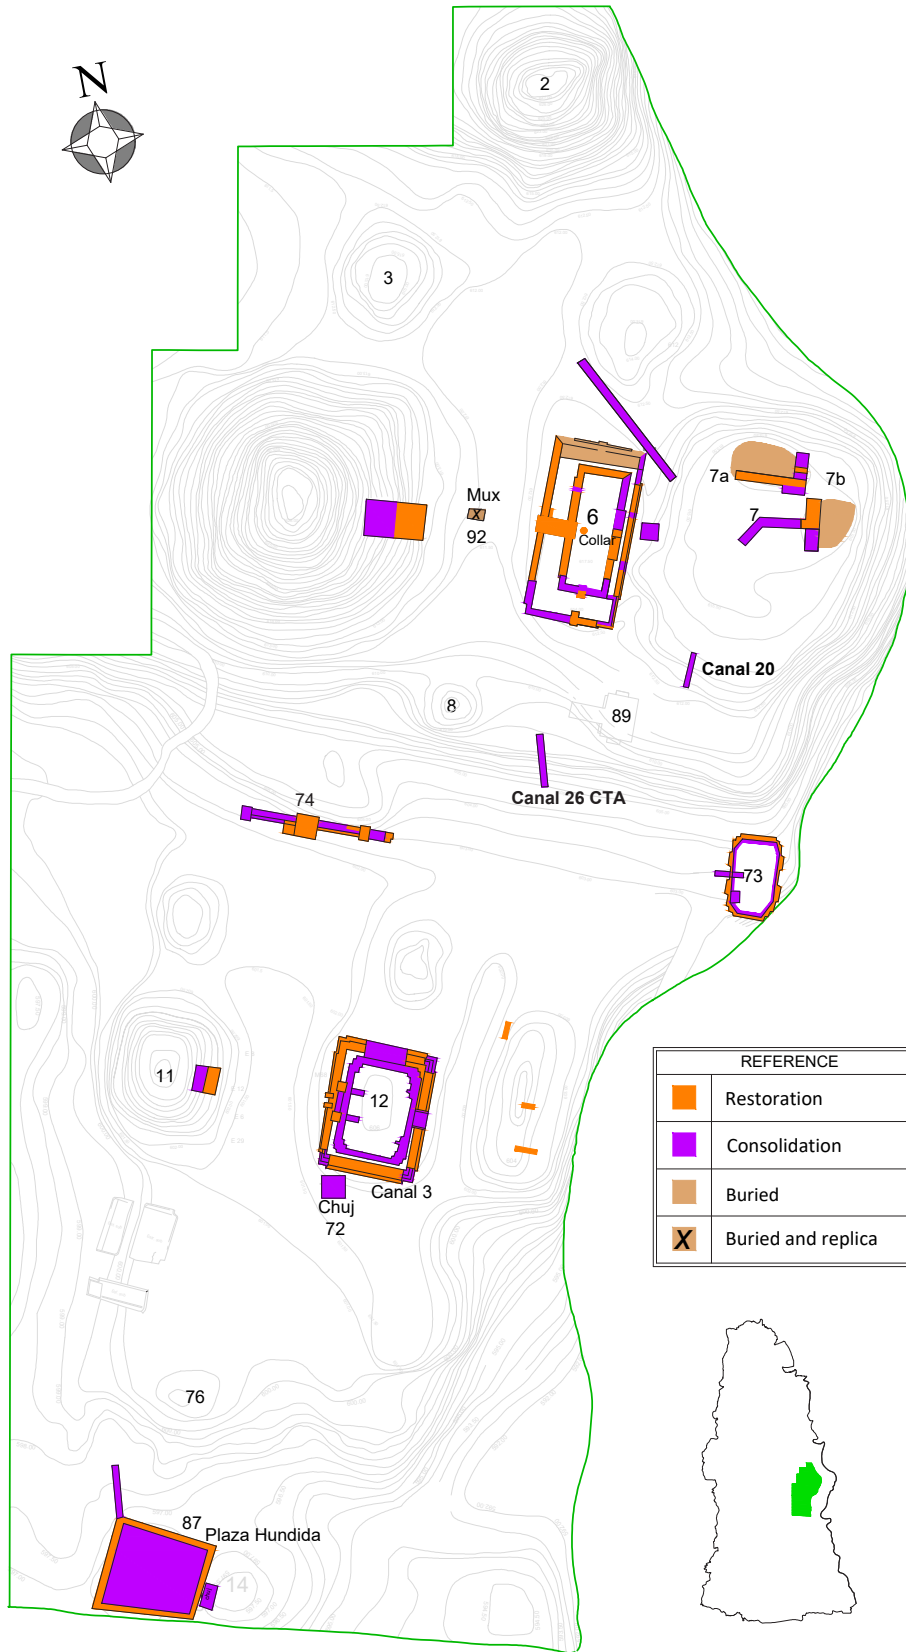 N
2
3
7a
7b
Mux
6
7
Collar
92
Canal 20
8
89
Canal 26 CTA
74
73
11
12
REFERENCE
Restoration
Consolidation
Buried
X Buried and replica
Canal 3
Chuj
72
76
87
Plaza Hundida
14